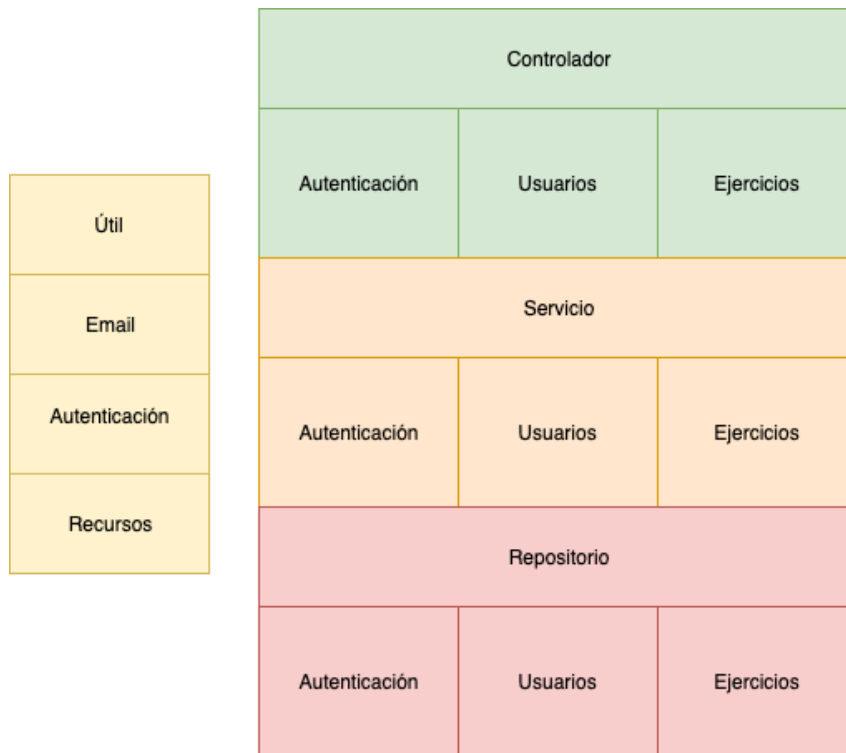 Controlador
Autenticación Usuarios Ejercicios
Útil
Email
Autenticación
Recursos
Servicio
Autenticación Usuarios Ejercicios
Repositorio
Autenticación Usuarios Ejercicios